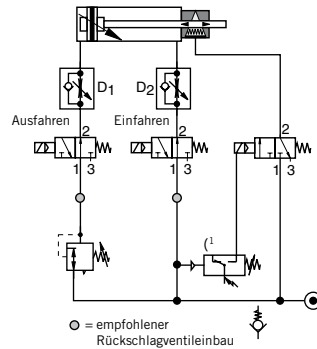 D1
D2
Ausfahren
Einfahren
2
2
2
1 3
1 3
1 3
(1
= empfohlener
Rückschlagventileinbau